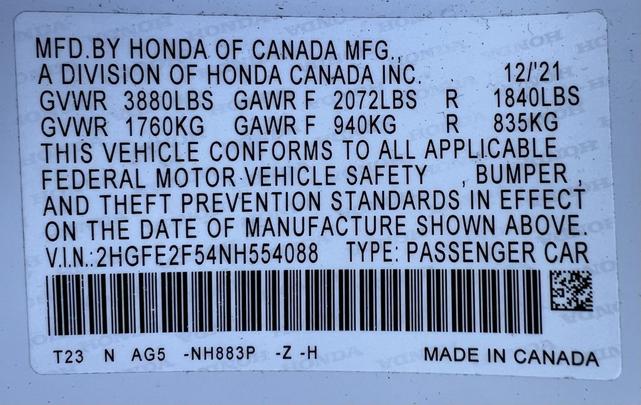 MFD.BY HONDA OF CANADA MFG.,
A DIVISION OF HONDA CANADA INC. 12/'21
GVWR 3880LBS GAWR F 2072LBS R 1840LBS
GVWR 1760KG GAWR F 940KG R 835KG
THIS VEHICLE CONFORMS TO ALL APPLICABLE
FEDERAL MOTOR VEHICLE SAFETY , BUMPER ,
AND THEFT PREVENTION STANDARDS IN EFFECT
ON THE DATE OF MANUFACTURE SHOWN ABOVE.
V.I.N.:2HGFE2F54NH554088 TYPE: PASSENGER CAR
T23 N AG5 -NH883P -Z -H MADE IN CANADA